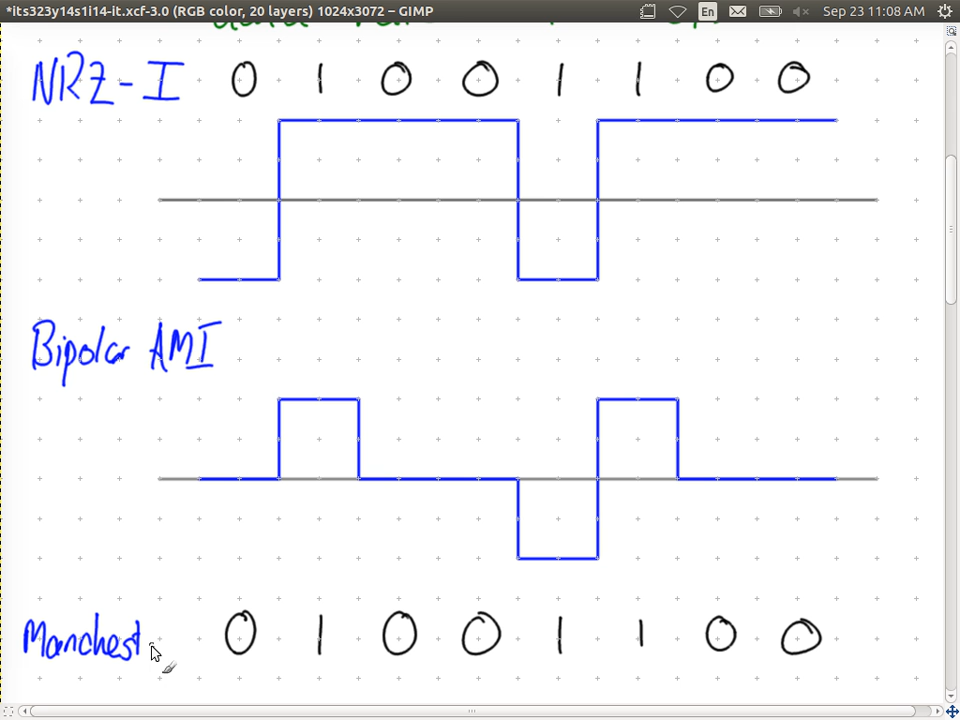 *its323y14s1i14-it.xcf-3.0 (RGB color, 20 layers) 1024x3072 – GIMP En Sep 23 11:08 AM
NRZ-I 0 1 0 0 1 1 0 0
Bipolar AMI
Manchest 0 1 0 0 1 1 0 0